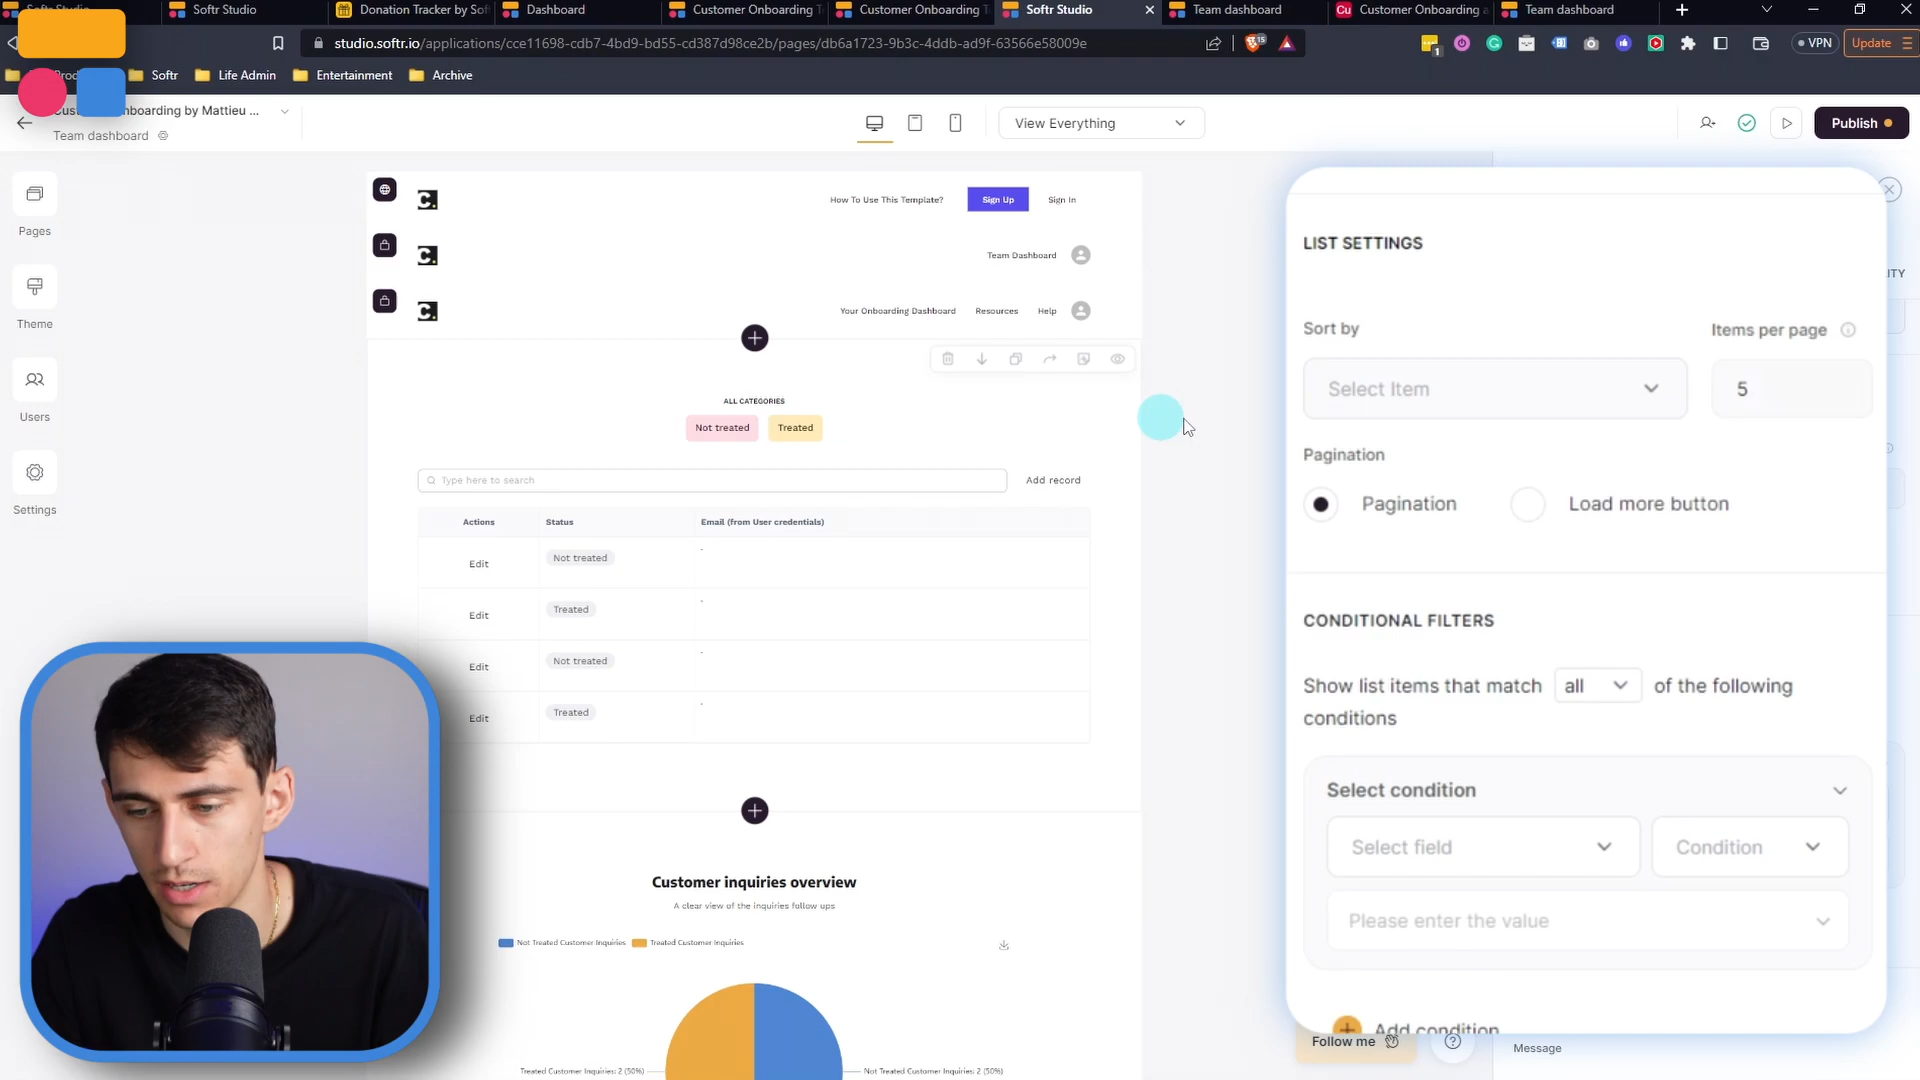 Softr Studio
Donation Tracker by Sof
Dashboard
Customer Onboarding T
Customer Onboarding T
Softr Studio
Team dashboard
Cu
Customer Onboarding a
Team dashboard
studio.softr.io/applications/cce11698-cdb7-4bd9-bd55-cd387d98ce2b/pages/db6a1723-9b3c-4ddb-ad9f-63566e58009e
15
1
VPN
Update
Softr
Life Admin
Entertainment
Archive
nboarding by Mattieu ...
Team dashboard
View Everything
Publish
Pages
Theme
Users
Settings
C.
How To Use This Template?
Sign Up
Sign In
C.
Team Dashboard
C.
Your Onboarding Dashboard
Resources
Help
ALL CATEGORIES
Not treated
Treated
Type here to search
Add record
Actions
Status
Email (from User credentials)
Edit
Not treated
-
Edit
Treated
-
Edit
Not treated
-
Edit
Treated
-
Customer inquiries overview
A clear view of the inquiries follow ups
Not Treated Customer Inquiries
Treated Customer Inquiries
Treated Customer Inquiries: 2 (50%)
Not Treated Customer Inquiries: 2 (50%)
LIST SETTINGS
ITY
Sort by
Items per page
Select Item
5
Pagination
Pagination
Load more button
CONDITIONAL FILTERS
Show list items that match all of the following
conditions
Select condition
Select field
Condition
Please enter the value
Add condition
Follow me
Message